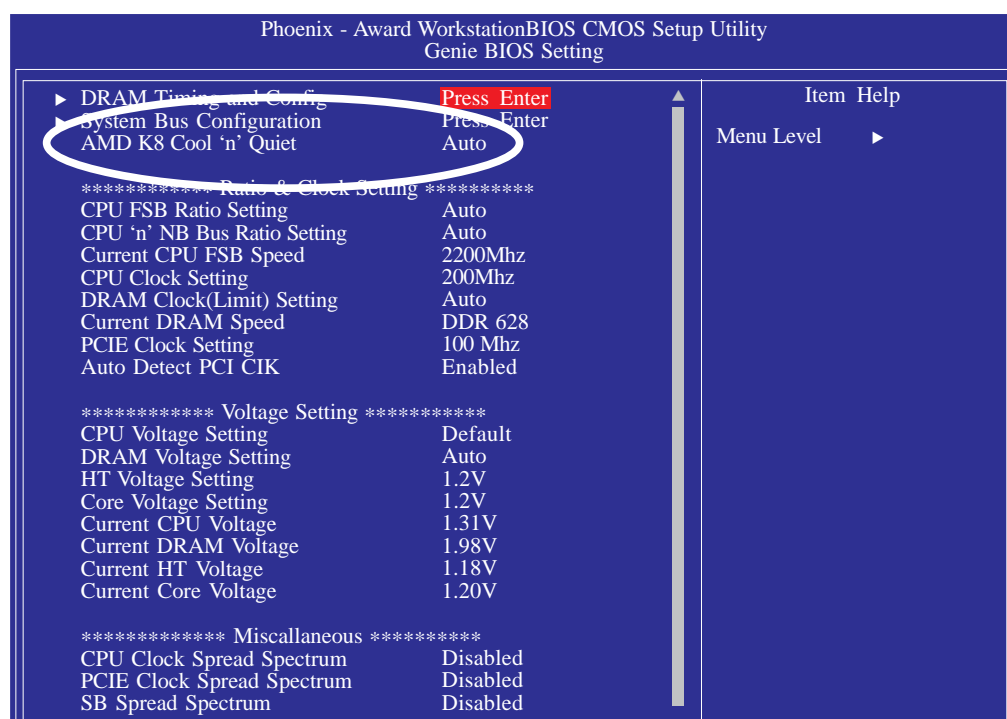 Phoenix - Award WorkstationBIOS CMOS Setup Utility
Genie BIOS Setting
DRAM Timing and Config Press Enter
System Bus Configuration Press Enter
AMD K8 Cool ‘n’ Quiet Auto
************ Ratio & Clock Setting **********
CPU FSB Ratio Setting Auto
CPU ‘n’ NB Bus Ratio Setting Auto
Current CPU FSB Speed 2200Mhz
CPU Clock Setting 200Mhz
DRAM Clock(Limit) Setting Auto
Current DRAM Speed DDR 628
PCIE Clock Setting 100 Mhz
Auto Detect PCI CIK Enabled
************ Voltage Setting ***********
CPU Voltage Setting Default
DRAM Voltage Setting Auto
HT Voltage Setting 1.2V
Core Voltage Setting 1.2V
Current CPU Voltage 1.31V
Current DRAM Voltage 1.98V
Current HT Voltage 1.18V
Current Core Voltage 1.20V
************* Miscallaneous **********
CPU Clock Spread Spectrum Disabled
PCIE Clock Spread Spectrum Disabled
SB Spread Spectrum Disabled
Item Help
Menu Level